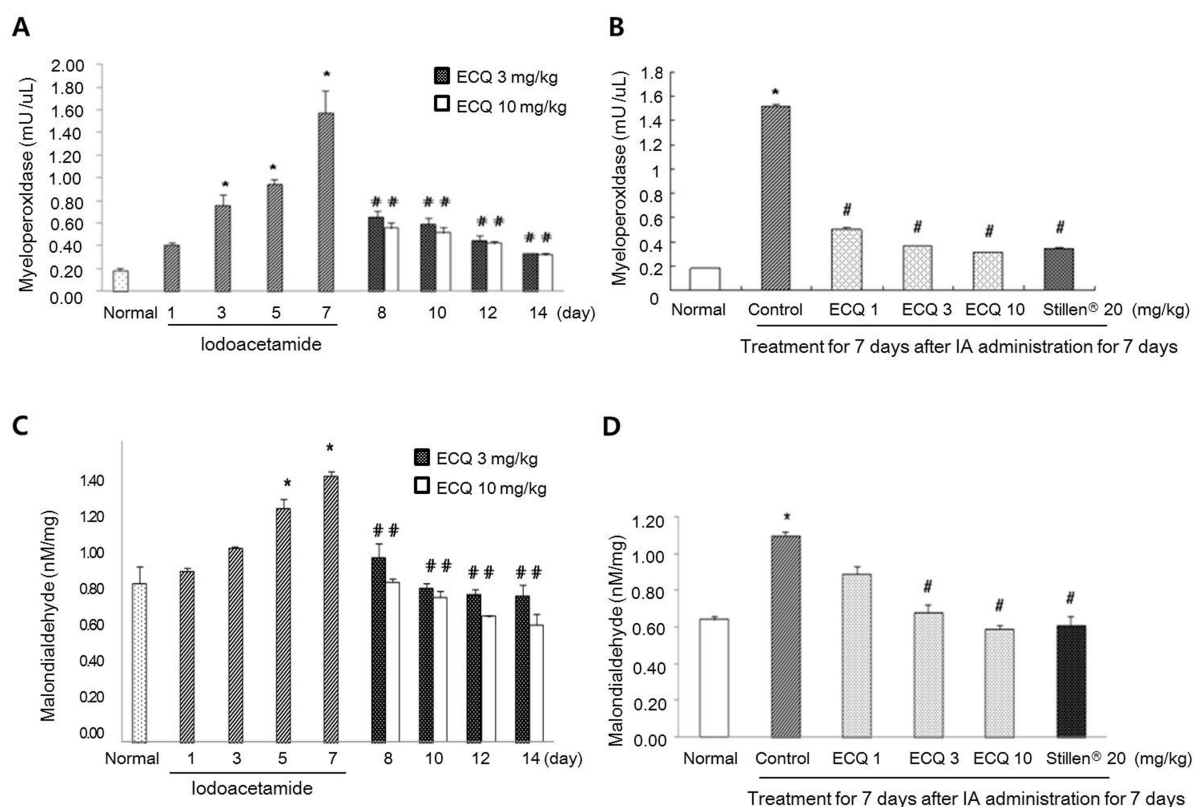 A
Myeloperoxldase (mU /uL)
2.00
1.80
1.60
1.40
1.20
1.00
0.80
0.60
0.40
0.20
0.00
ECQ 3 mg/kg
ECQ 10 mg/kg
* * *
# # # # # # # #
Normal 1 3 5 7 8 10 12 14 (day)
Iodoacetamide
B
Myeloperoxldase (mU /uL)
1.8
1.6
1.4
1.2
1.0
0.8
0.6
0.4
0.2
0
*
# # # #
Normal Control ECQ 1 ECQ 3 ECQ 10 Stillen® 20 (mg/kg)
Treatment for 7 days after IA administration for 7 days
C
Malondialdehyde (nM/mg)
1.40
1.20
1.00
0.80
0.60
0.40
0.20
0.00
ECQ 3 mg/kg
ECQ 10 mg/kg
* *
# # # # # # # #
Normal 1 3 5 7 8 10 12 14 (day)
Iodoacetamide
D
Malondialdehyde (nM/mg)
1.20
1.00
0.80
0.60
0.40
0.20
0.00
*
# # #
Normal Control ECQ 1 ECQ 3 ECQ 10 Stillen® 20 (mg/kg)
Treatment for 7 days after IA administration for 7 days